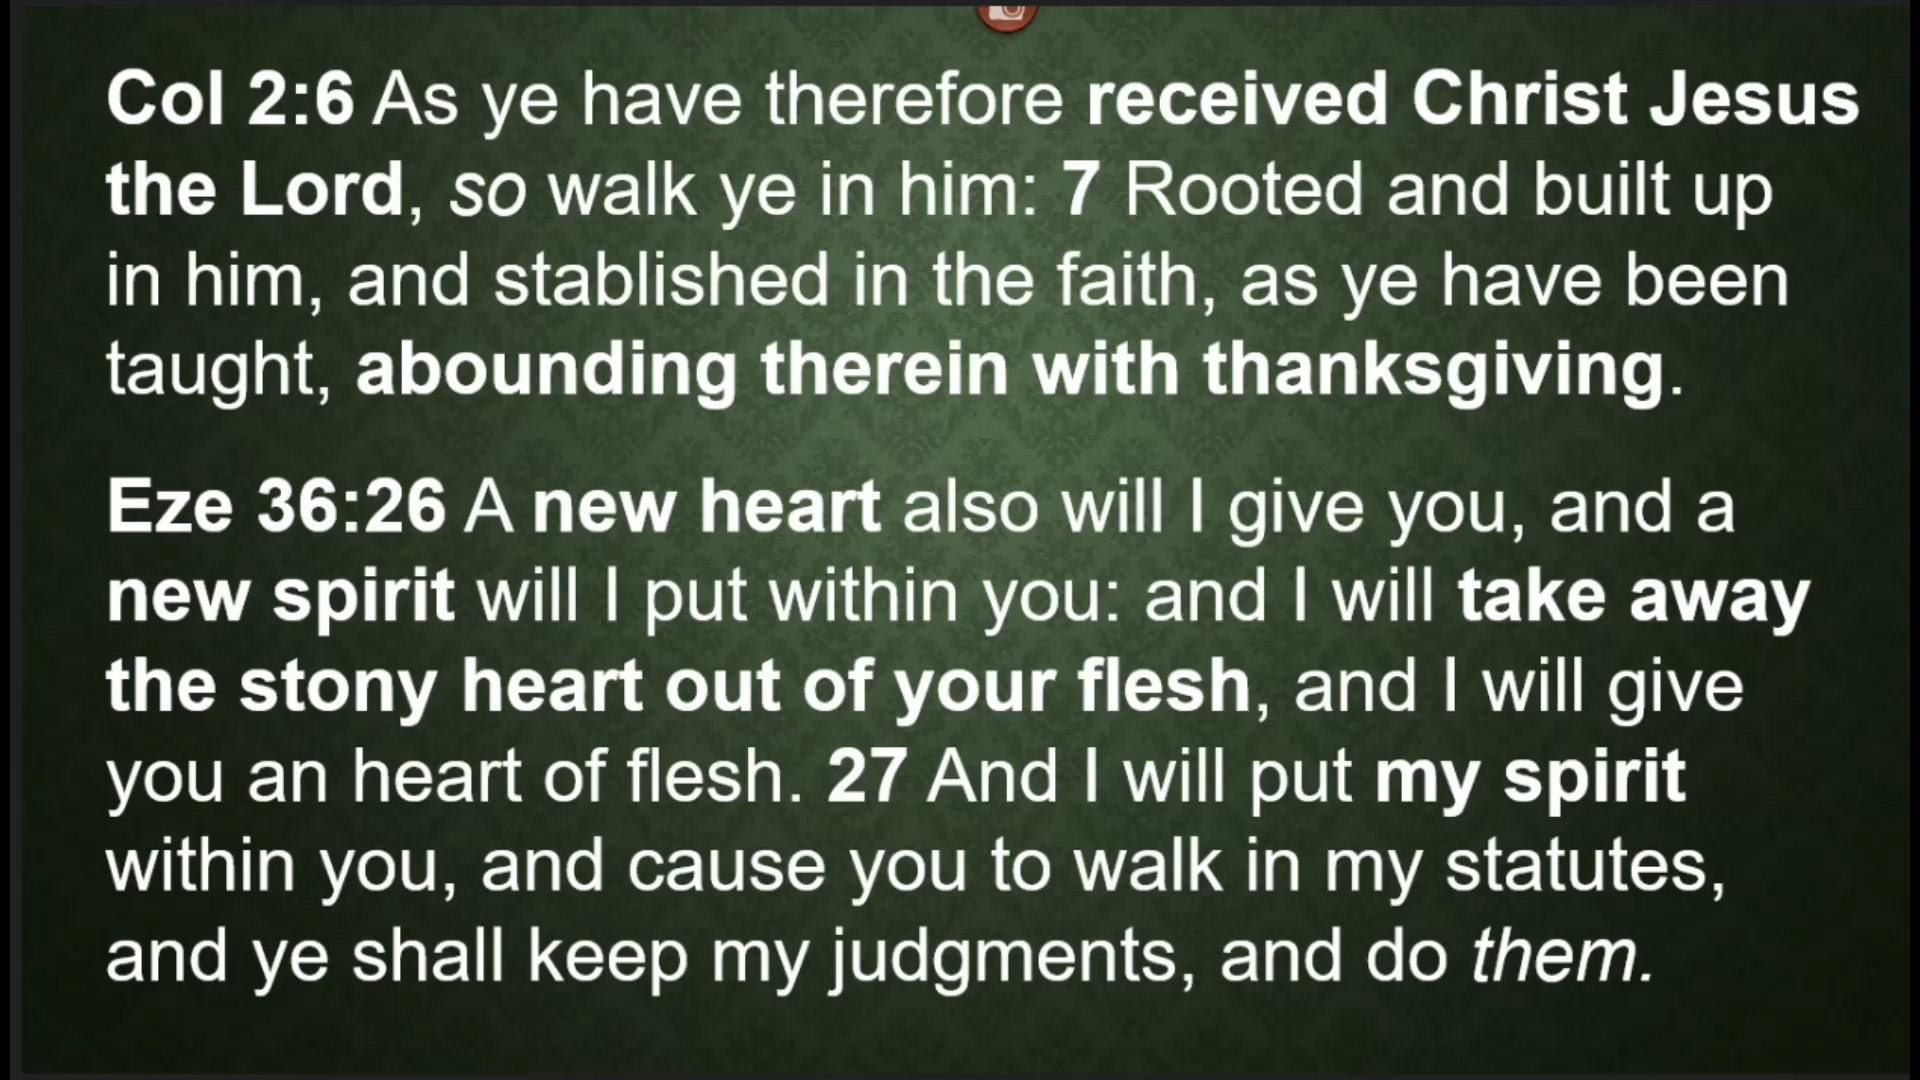 Col 2:6 As ye have therefore received Christ Jesus
the Lord, so walk ye in him: 7 Rooted and built up
in him, and stablished in the faith, as ye have been
taught, abounding therein with thanksgiving.
Eze 36:26 A new heart also will I give you, and a
new spirit will I put within you: and I will take away
the stony heart out of your flesh, and I will give
you an heart of flesh. 27 And I will put my spirit
within you, and cause you to walk in my statutes,
and ye shall keep my judgments, and do them.